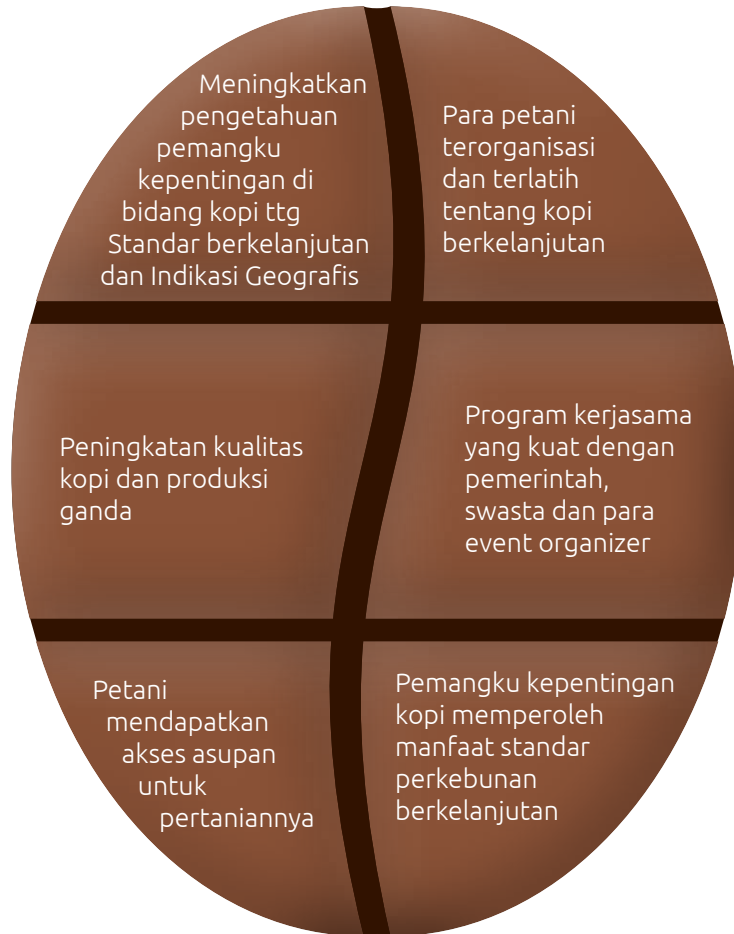 Meningkatkan
pengetahuan
pemangku
kepentingan di
bidang kopi ttg
Standar berkelanjutan
dan Indikasi Geografis
Para petani
terorganisasi
dan terlatih
tentang kopi
berkelanjutan
Peningkatan kualitas
kopi dan produksi
ganda
Program kerjasama
yang kuat dengan
pemerintah,
swasta dan para
event organizer
Petani
mendapatkan
akses asupan
untuk
pertaniannya
Pemangku kepentingan
kopi memperoleh
manfaat standar
perkebunan
berkelanjutan